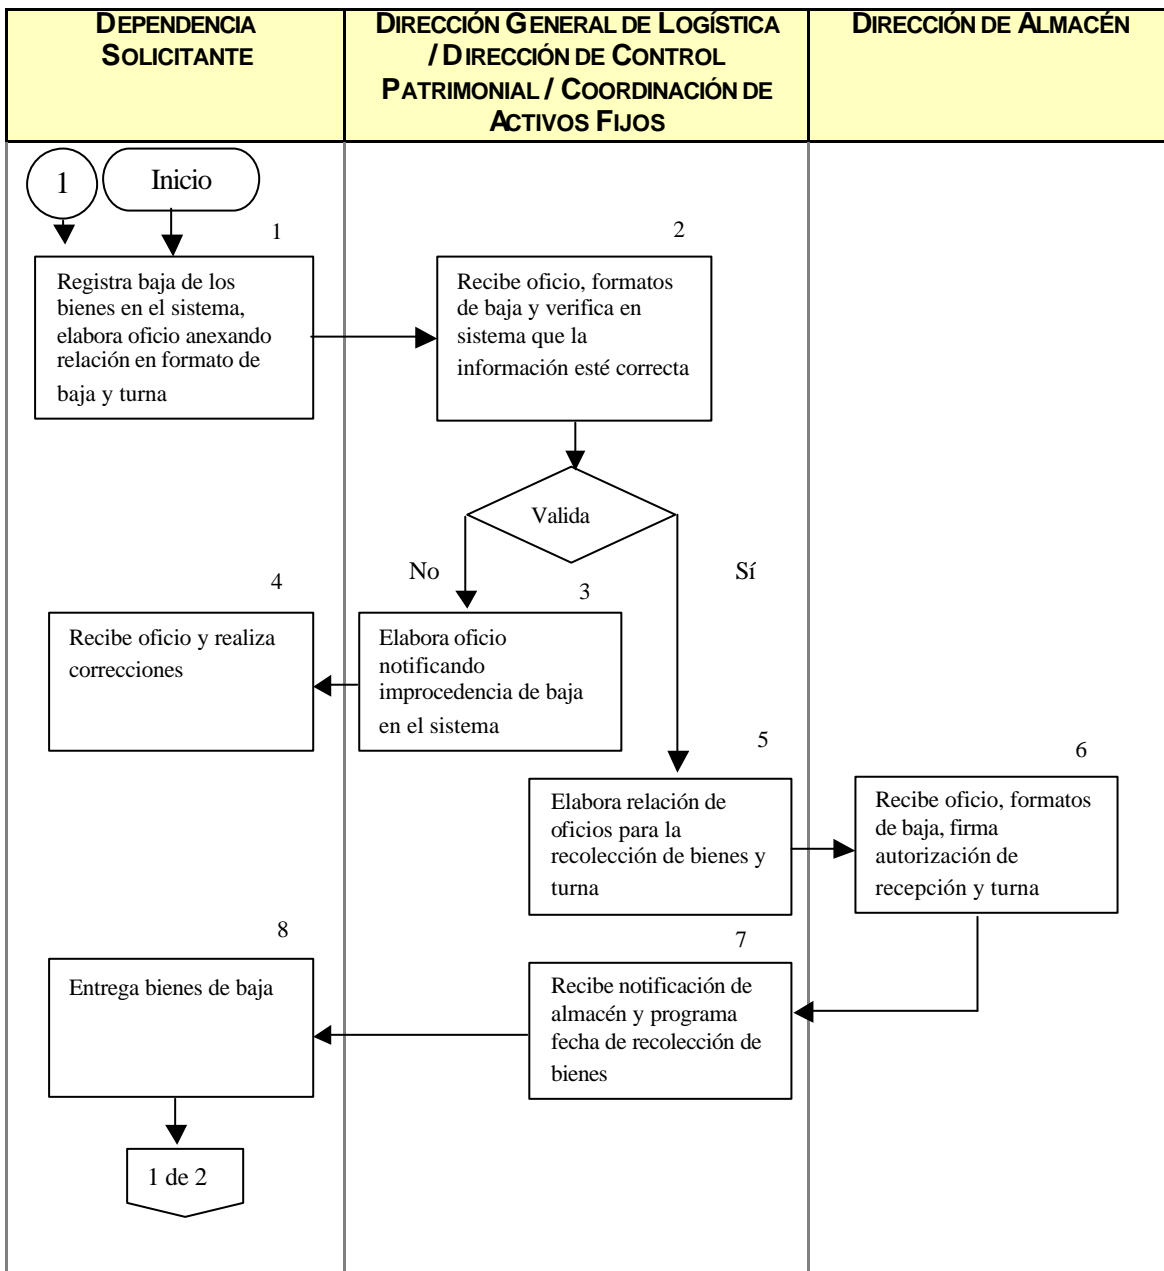 DEPENDENCIA
SOLICITANTE
DIRECCIÓN GENERAL DE LOGÍSTICA
/ DIRECCIÓN DE CONTROL
PATRIMONIAL / COORDINACIÓN DE
ACTIVOS FIJOS
DIRECCIÓN DE ALMACÉN
1
Inicio
1
Registra baja de los
bienes en el sistema,
elabora oficio anexando
relación en formato de
baja y turna
2
Recibe oficio, formatos
de baja y verifica en
sistema que la
información esté correcta
Valida
No
Sí
3
Elabora oficio
notificando
improcedencia de baja
en el sistema
4
Recibe oficio y realiza
correcciones
5
Elabora relación de
oficios para la
recolección de bienes y
turna
6
Recibe oficio, formatos
de baja, firma
autorización de
recepción y turna
7
Recibe notificación de
almacén y programa
fecha de recolección de
bienes
8
Entrega bienes de baja
1 de 2